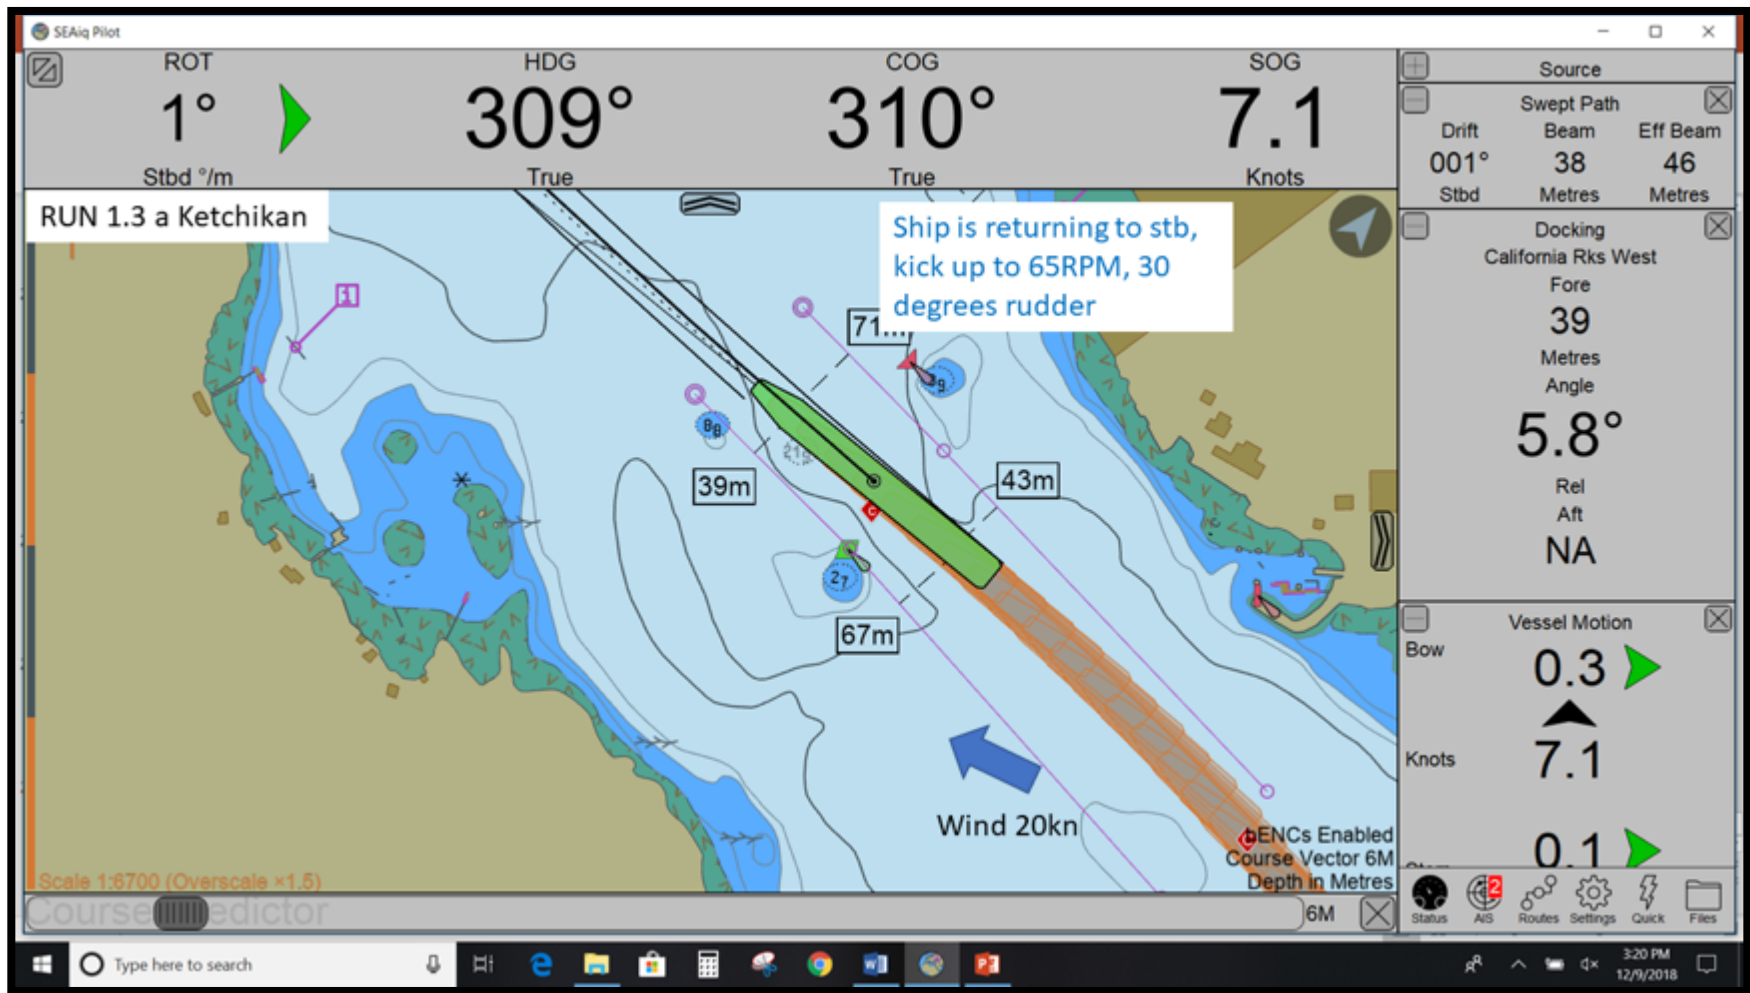 SEAiq Pilot
ROT
1°
Stbd °/m
HDG
309°
True
COG
310°
True
SOG
7.1
Knots
RUN 1.3 a Ketchikan
Ship is returning to stb,
kick up to 65RPM, 30
degrees rudder
1
39m
43m
67m
C
Wind 20kn
bENCs Enabled
Course Vector 6M
Depth in Metres
Scale 1:6700 (Overscale ×1.5)
6M
Source
Swept Path
Drift Beam Eff Beam
001° 38 46
Stbd Metres Metres
Docking
California Rks West
Fore
39
Metres
Angle
5.8°
Rel
Aft
NA
Vessel Motion
Bow
0.3
Knots
7.1
0.1
2
Status AIS Routes Settings Quick Files
Type here to search
3:20 PM
12/9/2018